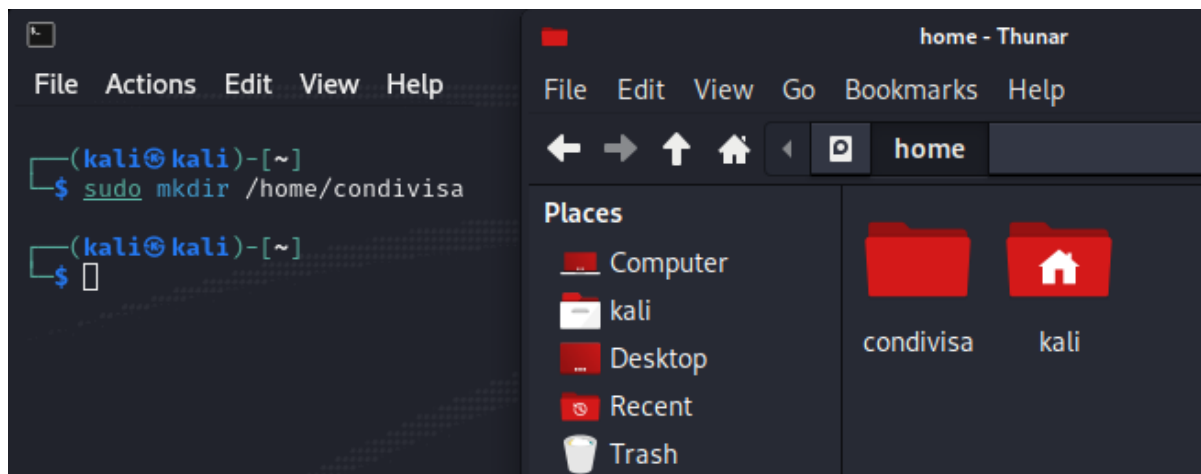 File Actions Edit View Help
┌──(kali㉿kali)-[~]
└─$ sudo mkdir /home/condivisa
┌──(kali㉿kali)-[~]
└─$
home - Thunar
File Edit View Go Bookmarks Help
home
Places
Computer
kali
Desktop
Recent
Trash
condivisa
kali